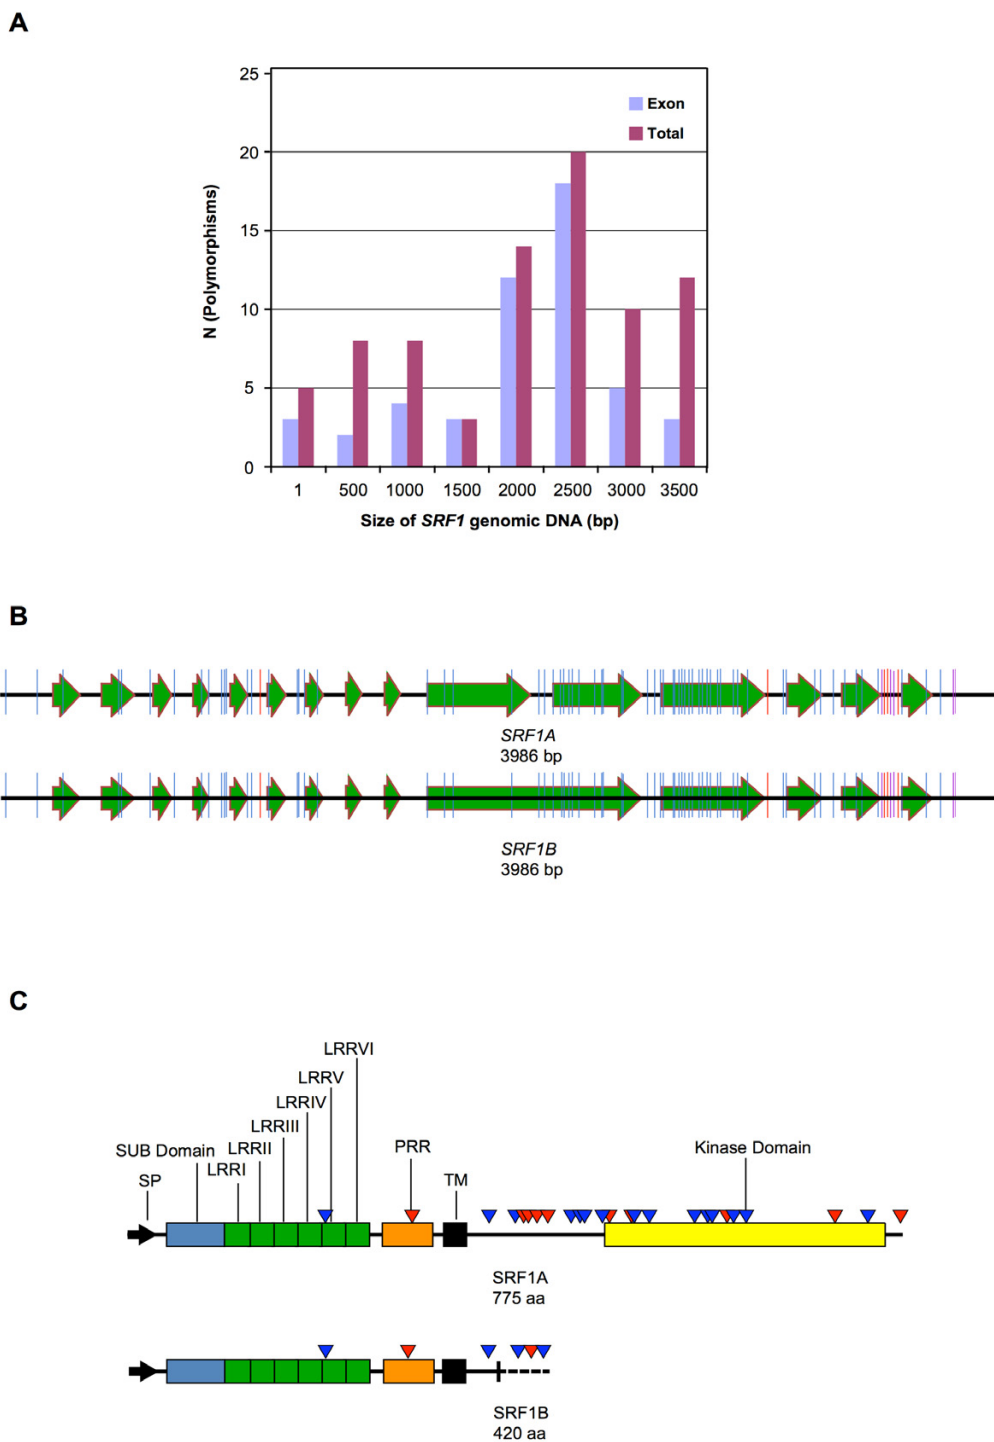 A
25
20
15
10
5
0
N (Polymorphisms)
Exon
Total
1 500 1000 1500 2000 2500 3000 3500
Size of SRF1 genomic DNA (bp)
B
SRF1A
3986 bp
SRF1B
3986 bp
C
LRRVI
LRRV
LRRIV
LRRIII
LRRII
LRRI
SUB Domain
SP
PRR
TM
Kinase Domain
SRF1A
775 aa
SRF1B
420 aa